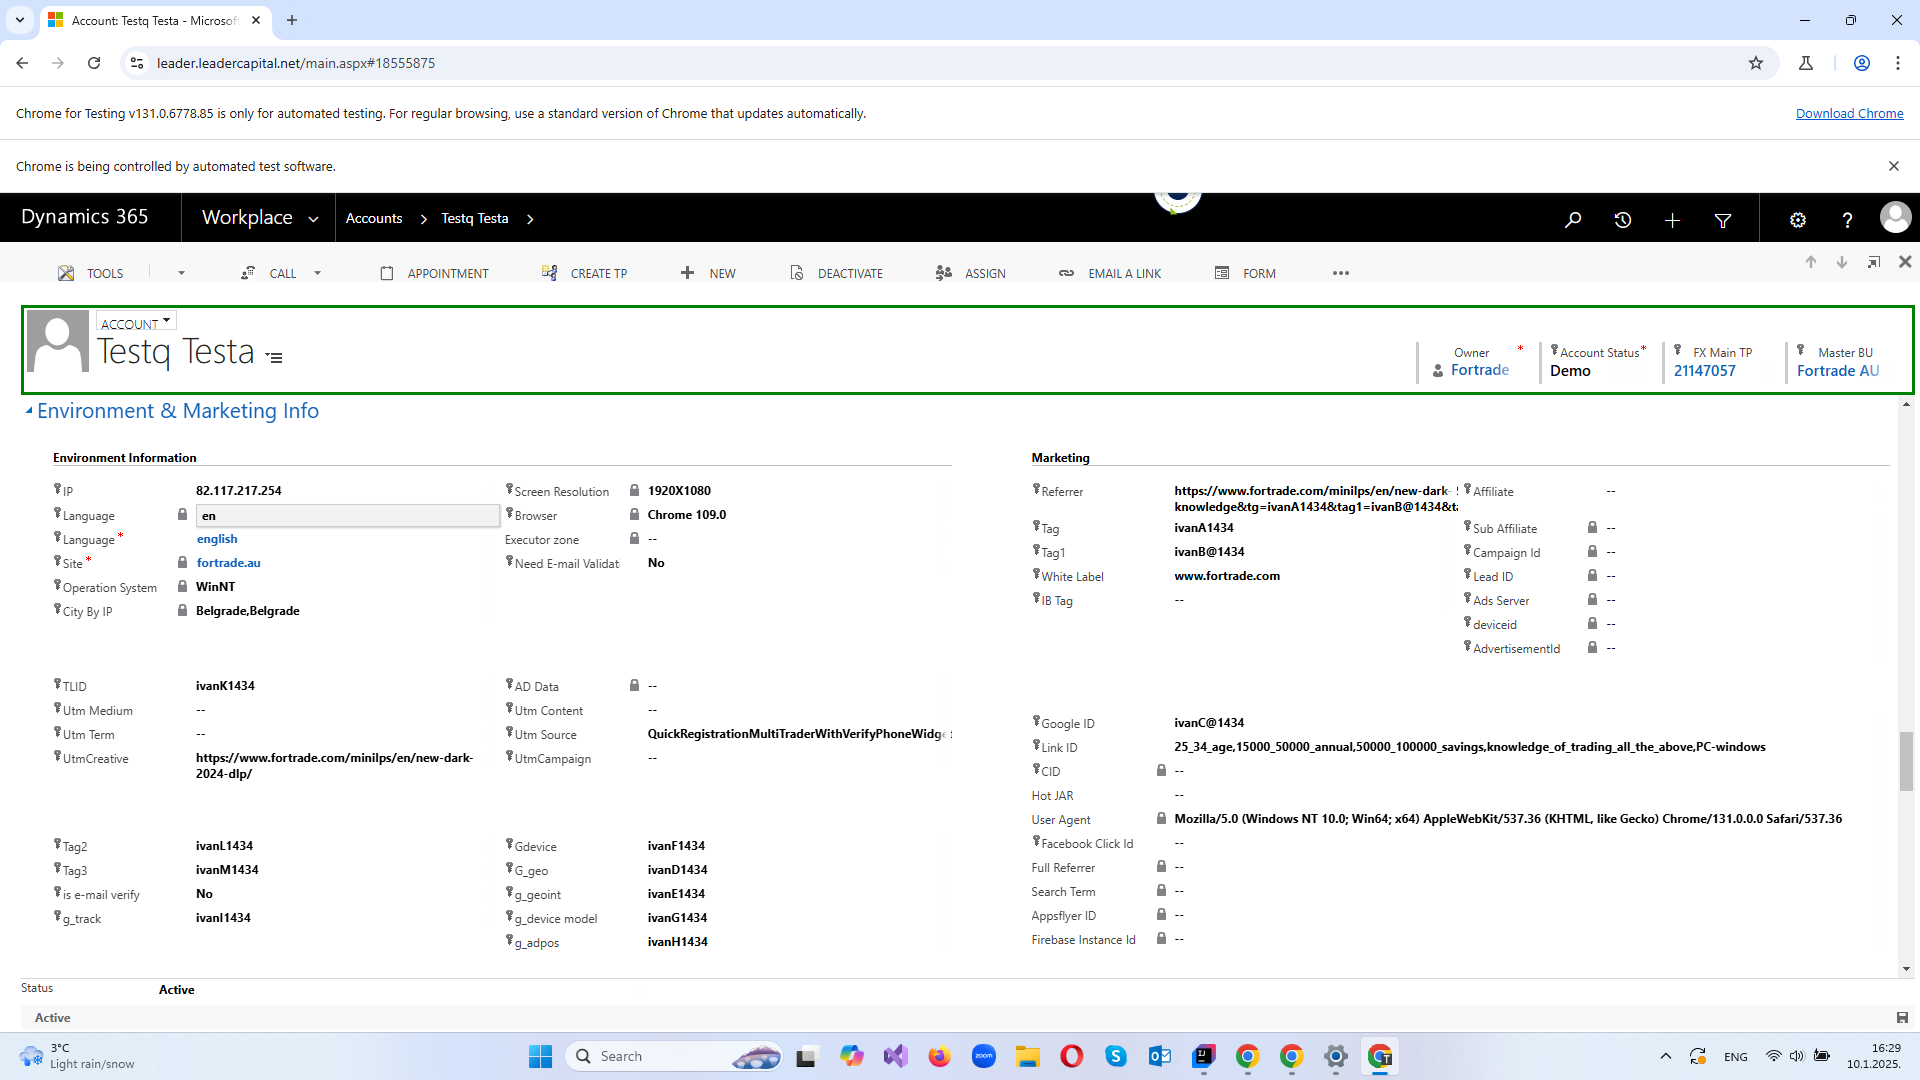 Account: Testq Testa - Microsoft
leader.leadercapital.net/main.aspx#18555875
Chrome for Testing v131.0.6778.85 is only for automated testing. For regular browsing, use a standard version of Chrome that updates automatically.
Download Chrome
Chrome is being controlled by automated test software.
Dynamics 365
Workplace
Accounts
Testq Testa
?
TOOLS
CALL
APPOINTMENT
CREATE TP
NEW
DEACTIVATE
ASSIGN
EMAIL A LINK
FORM
•••
ACCOUNT
Testq Testa
Owner *
Fortrade
Account Status*
Demo
FX Main TP
21147057
Master BU
Fortrade AU
Environment & Marketing Info
Environment Information
IP 82.117.217.254
Language en
Language* english
Site* fortrade.au
Operation System WinNT
City By IP Belgrade,Belgrade
Screen Resolution 1920X1080
Browser Chrome 109.0
Executor zone --
Need E-mail Validat No
TLID ivanK1434
Utm Medium --
Utm Term --
UtmCreative https://www.fortrade.com/minilps/en/new-dark-
2024-dlp/
AD Data --
Utm Content --
Utm Source QuickRegistrationMultiTraderWithVerifyPhoneWidge
UtmCampaign --
Tag2 ivanL1434
Tag3 ivanM1434
is e-mail verify No
g_track ivanI1434
Gdevice ivanF1434
G_geo ivanD1434
g_geoint ivanE1434
g_device model ivanG1434
g_adpos ivanH1434
Marketing
Referrer https://www.fortrade.com/minilps/en/new-dark-
knowledge&tg=ivanA1434&tag1=ivanB@1434&ta
Tag ivanA1434
Tag1 ivanB@1434
White Label www.fortrade.com
IB Tag --
Affiliate --
Sub Affiliate --
Campaign Id --
Lead ID --
Ads Server --
deviceid --
AdvertisementId --
Google ID ivanC@1434
Link ID 25_34_age,15000_50000_annual,50000_100000_savings,knowledge_of_trading_all_the_above,PC-windows
CID --
Hot JAR --
User Agent Mozilla/5.0 (Windows NT 10.0; Win64; x64) AppleWebKit/537.36 (KHTML, like Gecko) Chrome/131.0.0.0 Safari/537.36
Facebook Click Id --
Full Referrer --
Search Term --
Appsflyer ID --
Firebase Instance Id --
Status Active
Active
3°C
Light rain/snow
Search
zoom
ENG
16:29
10.1.2025.